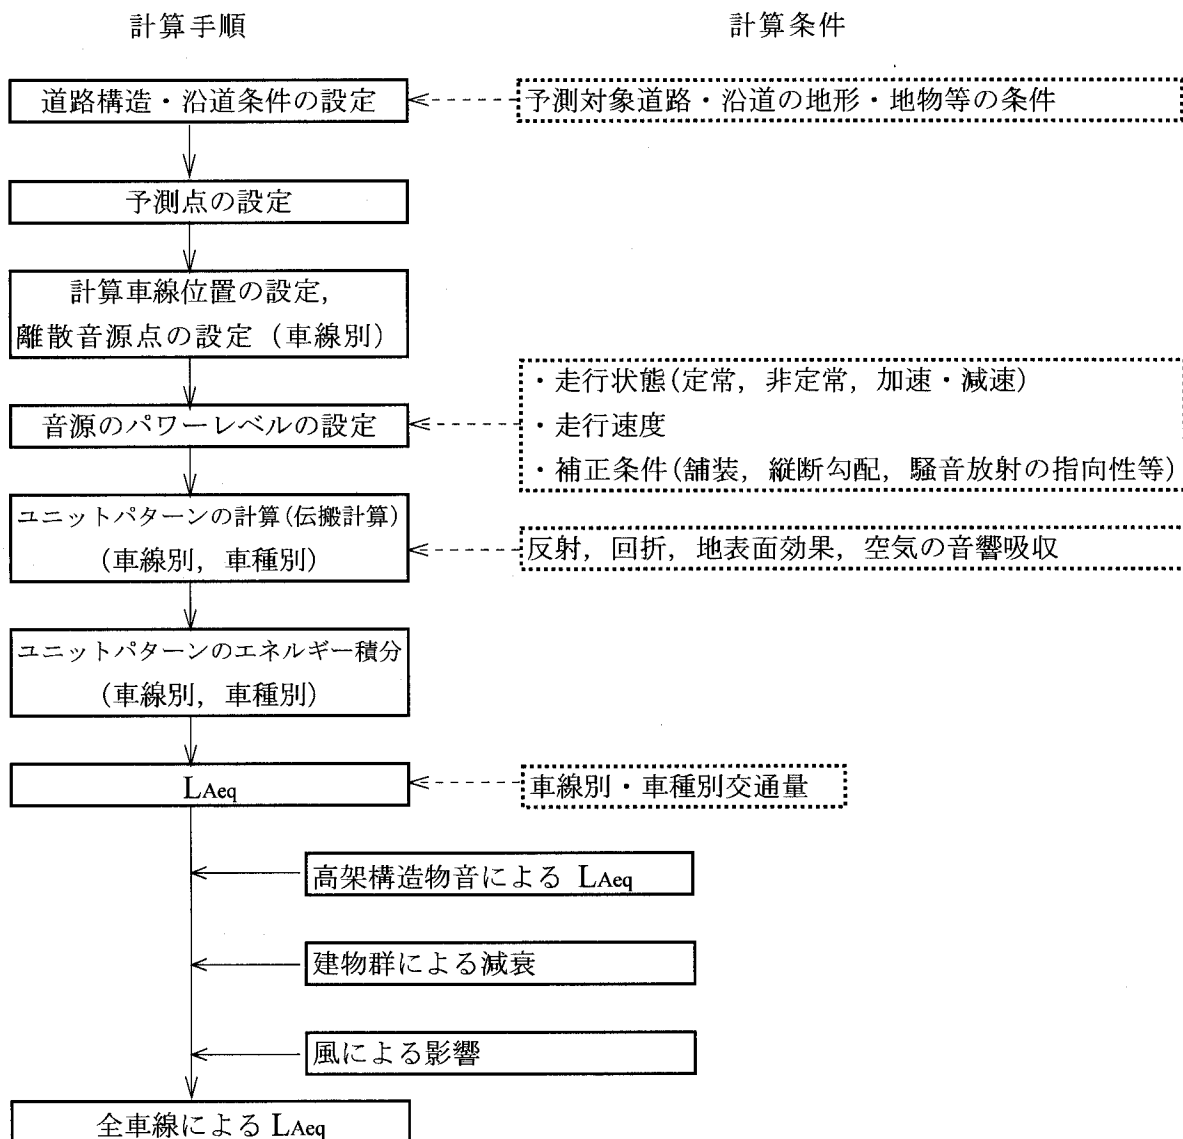 計算手順
計算条件
道路構造・沿道条件の設定
予測対象道路・沿道の地形・地物等の条件
予測点の設定
計算車線位置の設定,
離散音源点の設定（車線別）
・走行状態(定常，非定常，加速・減速)
音源のパワーレベルの設定
・走行速度
・補正条件(舗装，縦断勾配，騒音放射の指向性等)
ユニットパターンの計算(伝搬計算)
(車線別，車種別)
反射，回折，地表面効果，空気の音響吸収
ユニットパターンのエネルギー積分
(車線別，車種別)
LAeq
車線別・車種別交通量
高架構造物音による LAeq
建物群による減衰
風による影響
全車線による LAeq